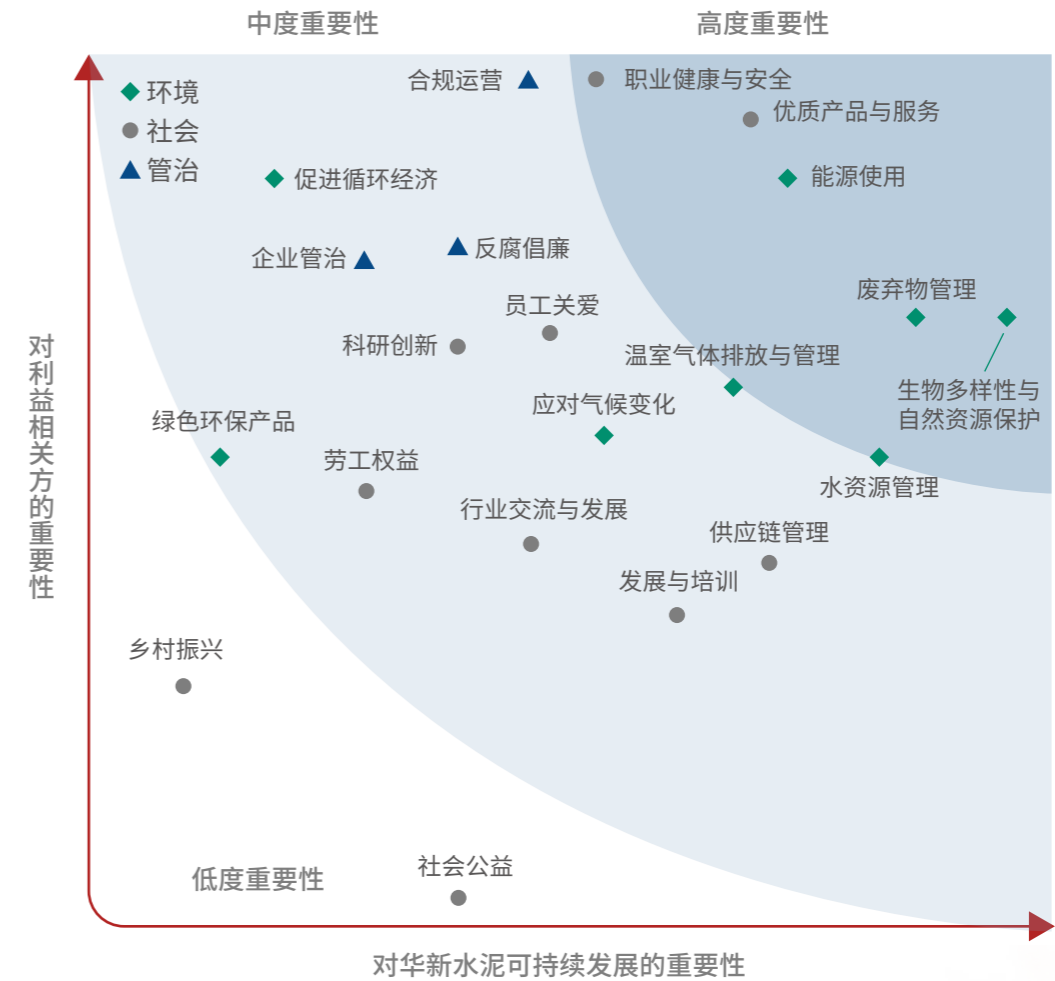 中度重要性
高度重要性
环境
社会
管治
合规运营
职业健康与安全
优质产品与服务
促进循环经济
能源使用
企业管治
反腐倡廉
废弃物管理
员工关爱
科研创新
温室气体排放与管理
生物多样性与
自然资源保护
应对气候变化
绿色环保产品
劳工权益
水资源管理
行业交流与发展
供应链管理
发展与培训
对利益相关方的重要性
乡村振兴
社会公益
低度重要性
对华新水泥可持续发展的重要性